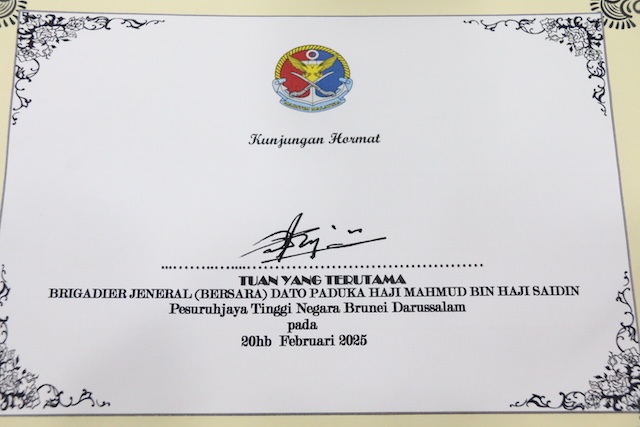 Kunjungan Hormat
TUAN YANG TERUTAMA
BRIGADIER JENERAL (BERSARA) DATO PADUKA HAJI MAHMUD BIN HAJI SAIDIN
Pesuruhjaya Tinggi Negara Brunei Darussalam
pada
20hb Februari 2025